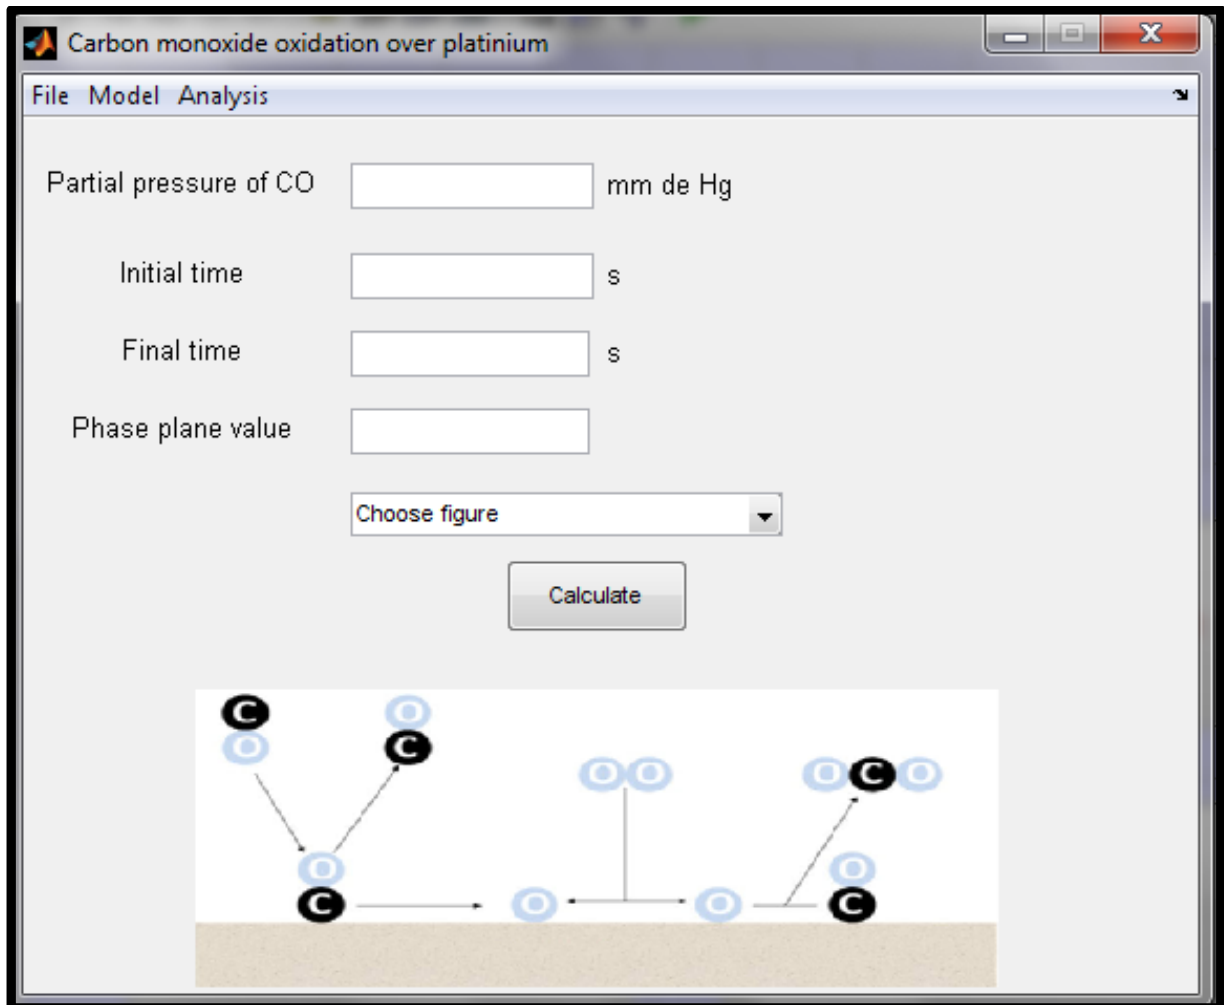 Carbon monoxide oxidation over platinium
File Model Analysis
Partial pressure of CO mm de Hg
Initial time s
Final time s
Phase plane value
Choose figure
Calculate
C O
O C
O O O C O
O O
C O O C